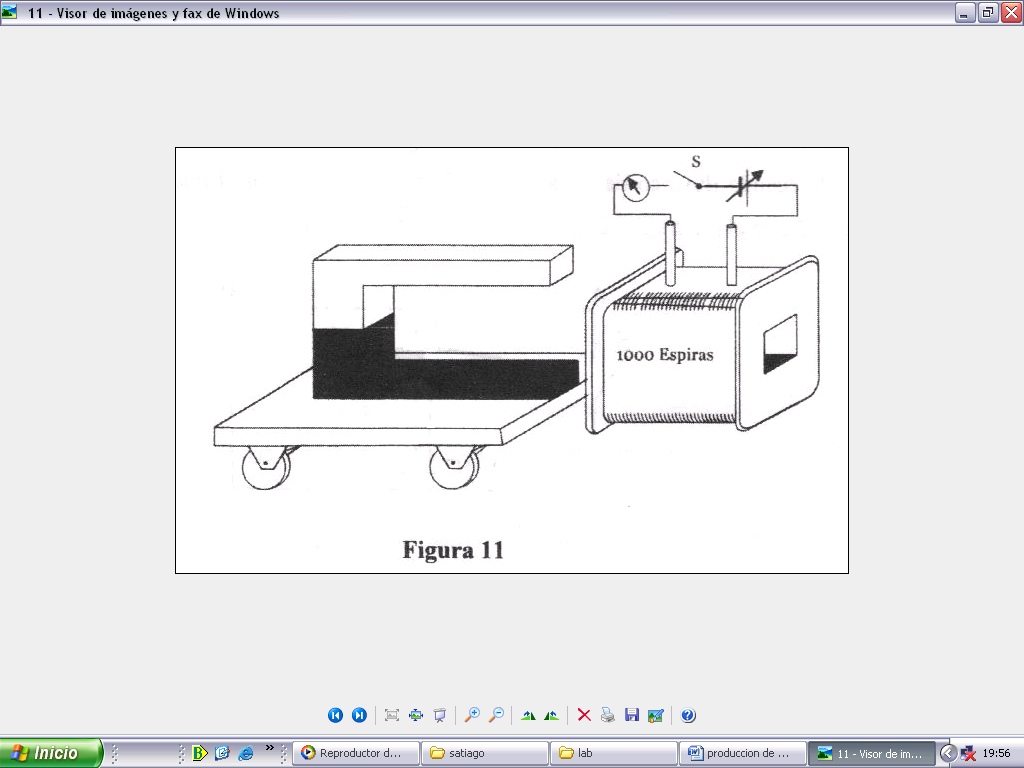 11 - Visor de imágenes y fax de Windows
S
1000 Espiras
Figura 11
Inicio
Reproductor d...
satiago
lab
produccion de ...
11 - Visor de im...
19:56